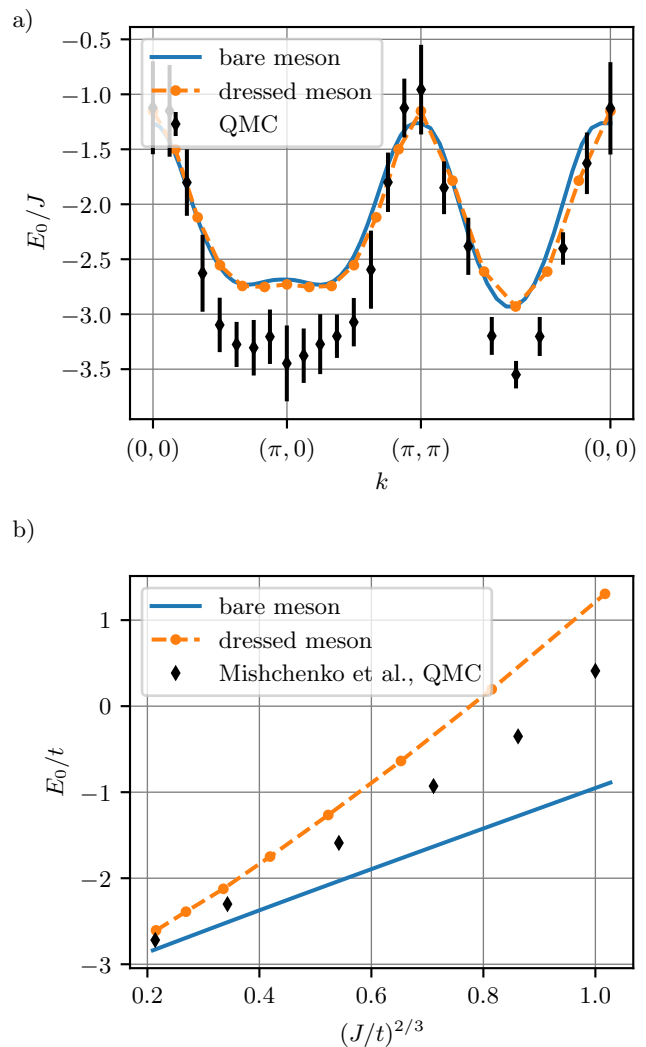 a)
−0.5
−1.0
−1.5
−2.0
−2.5
−3.0
−3.5
E₀/J
bare meson
dressed meson
QMC
(0, 0) (π, 0) (π, π) (0, 0)
k
b)
1
0
−1
−2
−3
E₀/t
bare meson
dressed meson
Mishchenko et al., QMC
0.2 0.4 0.6 0.8 1.0
(J/t)^{2/3}